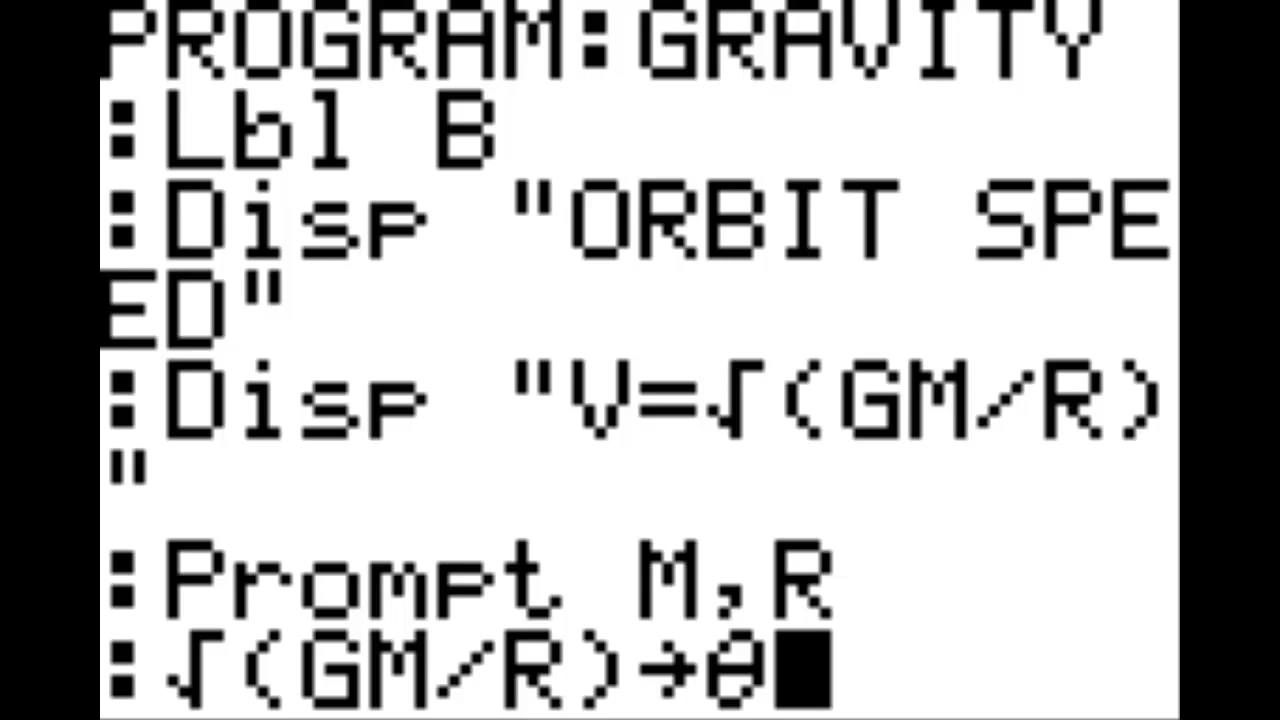 PROGRAM:GRAVITY
:Lbl B
:Disp "ORBIT SPE
ED"
:Disp "V=√(GM/R)
"
:Prompt M,R
:√(GM/R)→θ